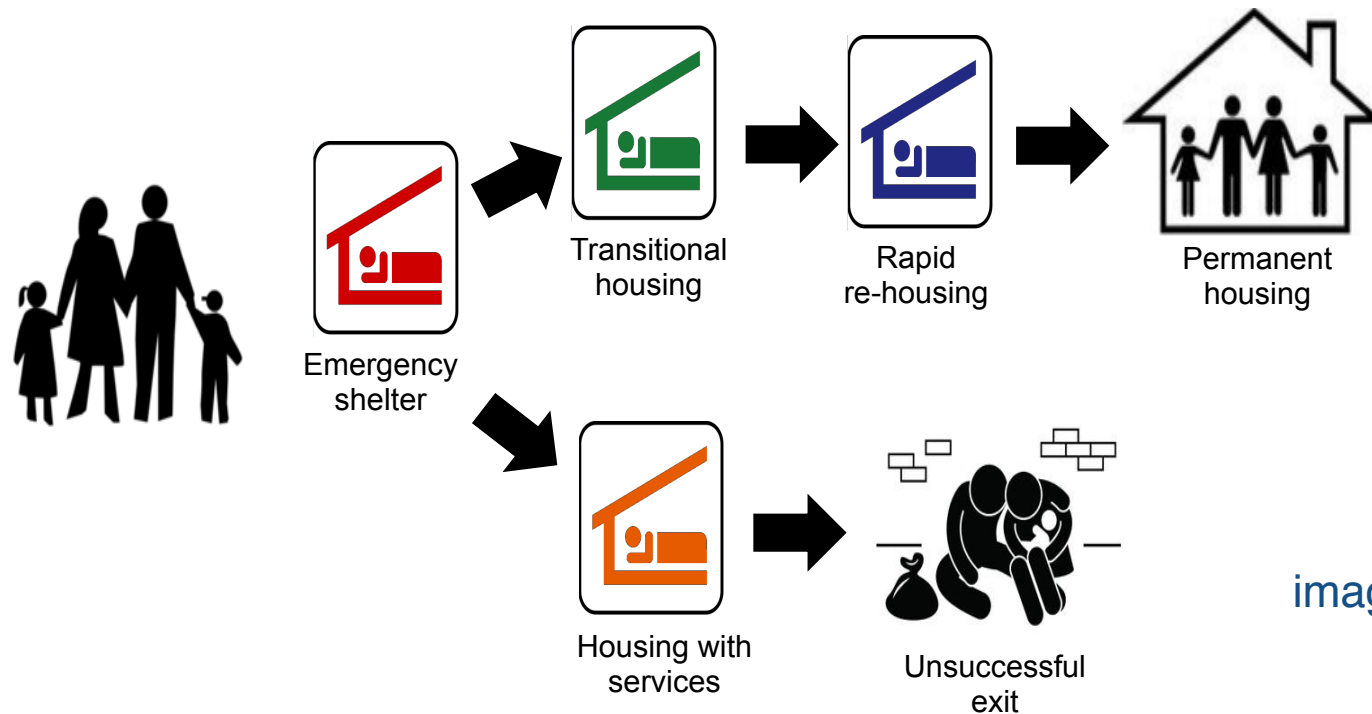 Transitional
housing
Rapid
re-housing
Permanent
housing
Emergency
shelter
Housing with
services
Unsuccessful
exit